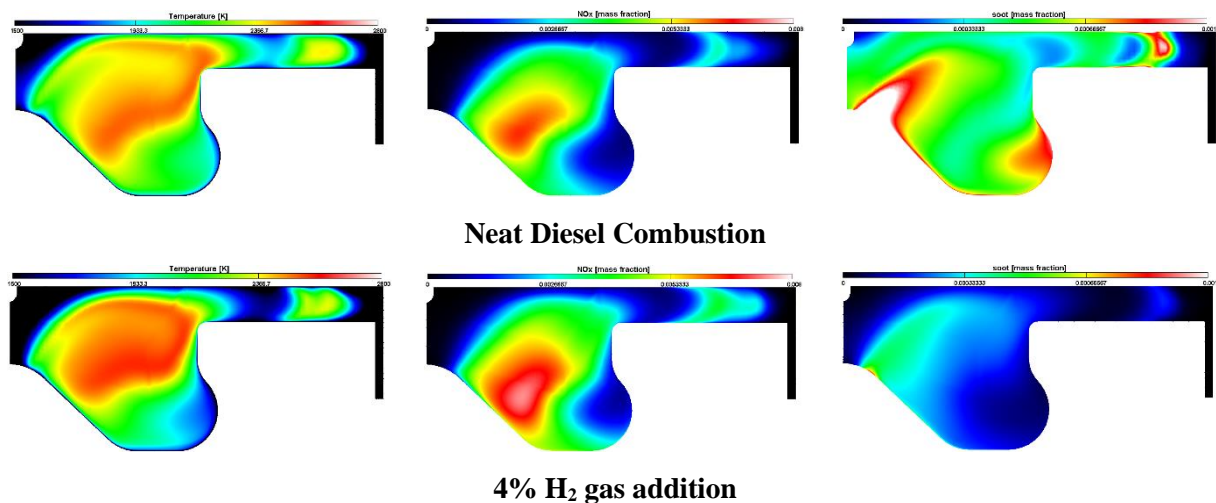 Temperature [K]
1500 1933.3 2366.7 2800
NOx [mass fraction]
0 0.0026667 0.0053333 0.008
soot [mass fraction]
0 0.00033333 0.00066667 0.001
Neat Diesel Combustion
Temperature [K]
1500 1933.3 2366.7 2800
NOx [mass fraction]
0 0.0026667 0.0053333 0.008
soot [mass fraction]
0 0.00033333 0.00066667 0.001
4% H₂ gas addition